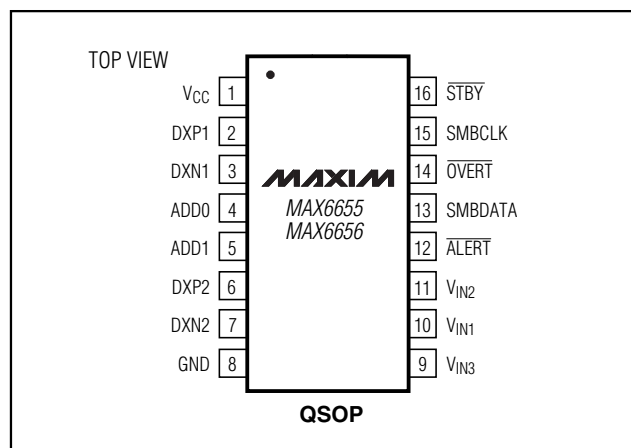 TOP VIEW
VCC 1
DXP1 2
DXN1 3
ADD0 4
ADD1 5
DXP2 6
DXN2 7
GND 8
MAXIM
MAX6655
MAX6656
16 STBY
15 SMBCLK
14 OVERT
13 SMBDATA
12 ALERT
11 VIN2
10 VIN1
9 VIN3
QSOP